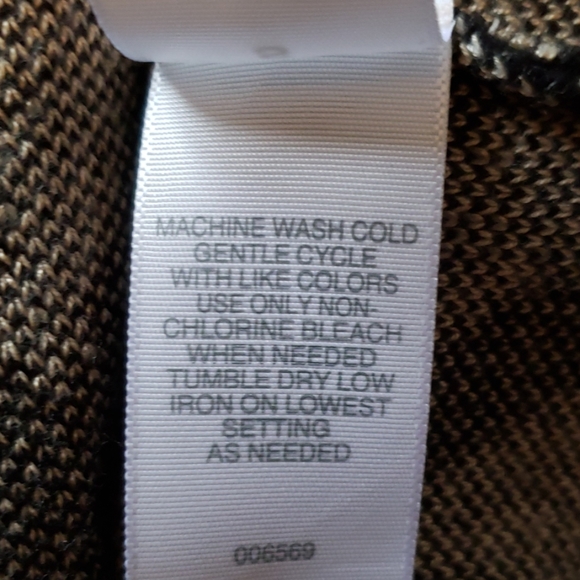 MACHINE WASH COLD
GENTLE CYCLE
WITH LIKE COLORS
USE ONLY NON-
CHLORINE BLEACH
WHEN NEEDED
TUMBLE DRY LOW
IRON ON LOWEST
SETTING
AS NEEDED
006569